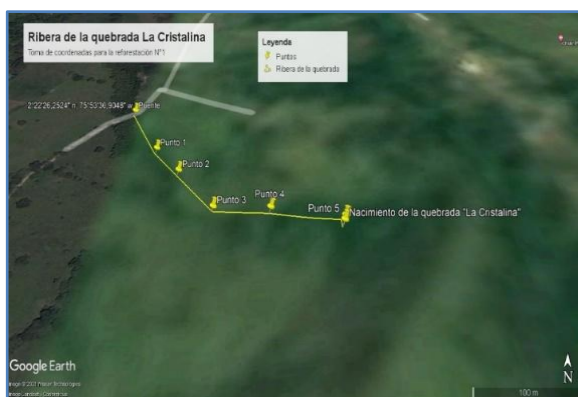 Ribera de la quebrada La Cristalina
Toma de coordenadas para la reforestación N°1
Leyenda
Puntos
Ribera de la quebrada
2°22'26,2524" n, 75°53'36,9048" w Puente
Punto 1
Punto 2
Punto 3
Punto 4
Punto 5
Nacimiento de la quebrada "La Cristalina"
Google Earth
100 m
N